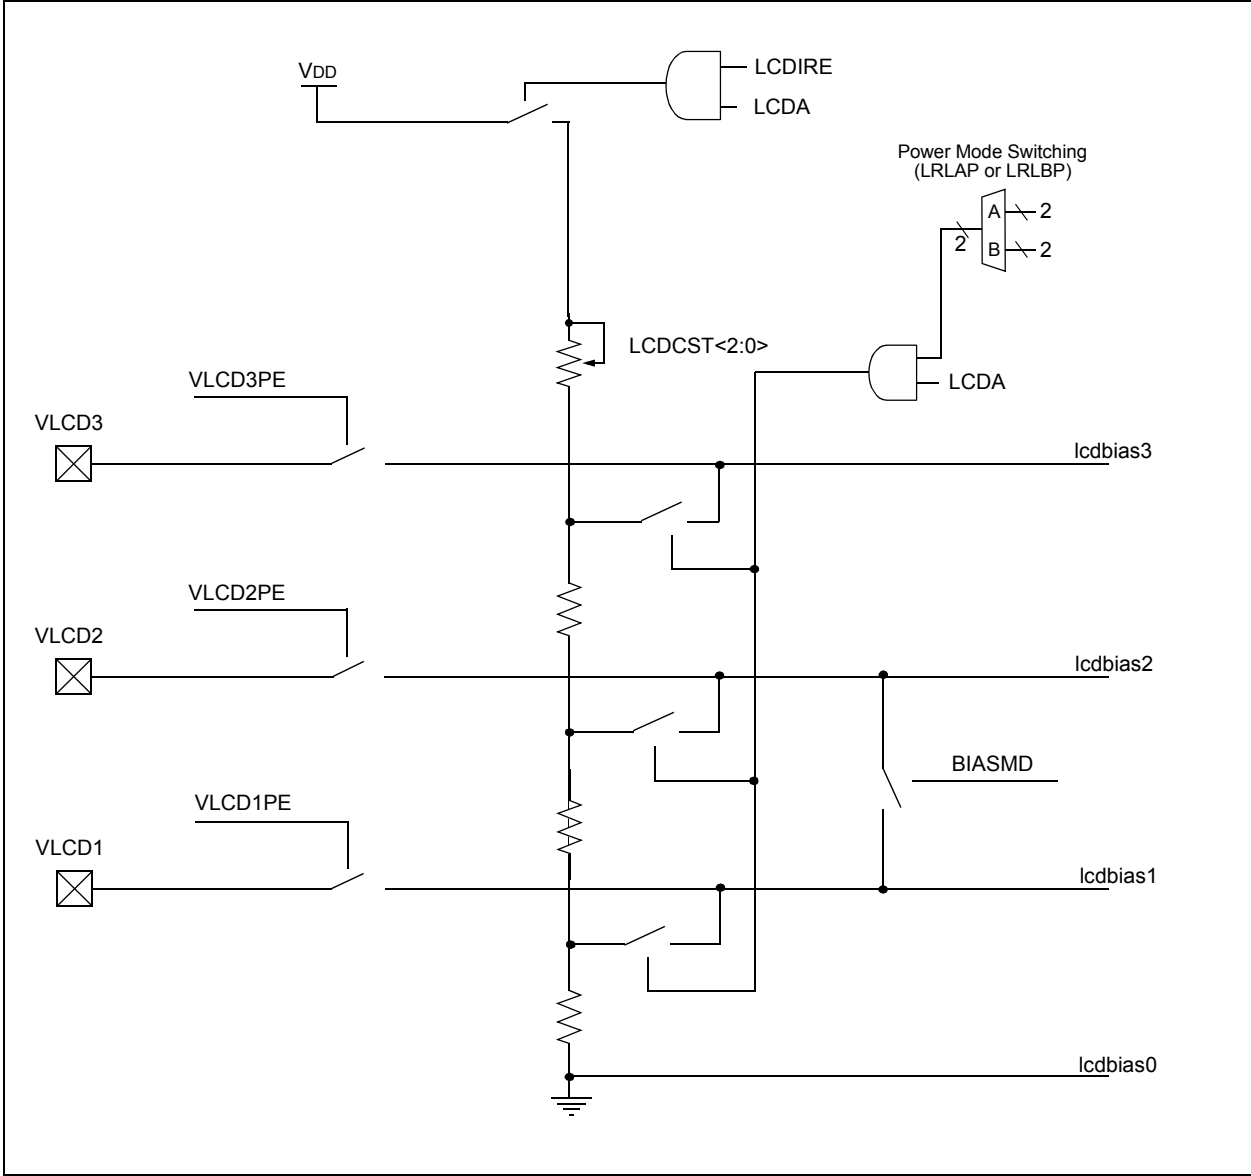 VDD
LCDIRE
LCDA
Power Mode Switching
(LRLAP or LRLBP)
A 2
2
B 2
LCDCST<2:0>
LCDA
VLCD3PE
VLCD3
lcdbias3
VLCD2PE
VLCD2
lcdbias2
BIASMD
VLCD1PE
VLCD1
lcdbias1
lcdbias0